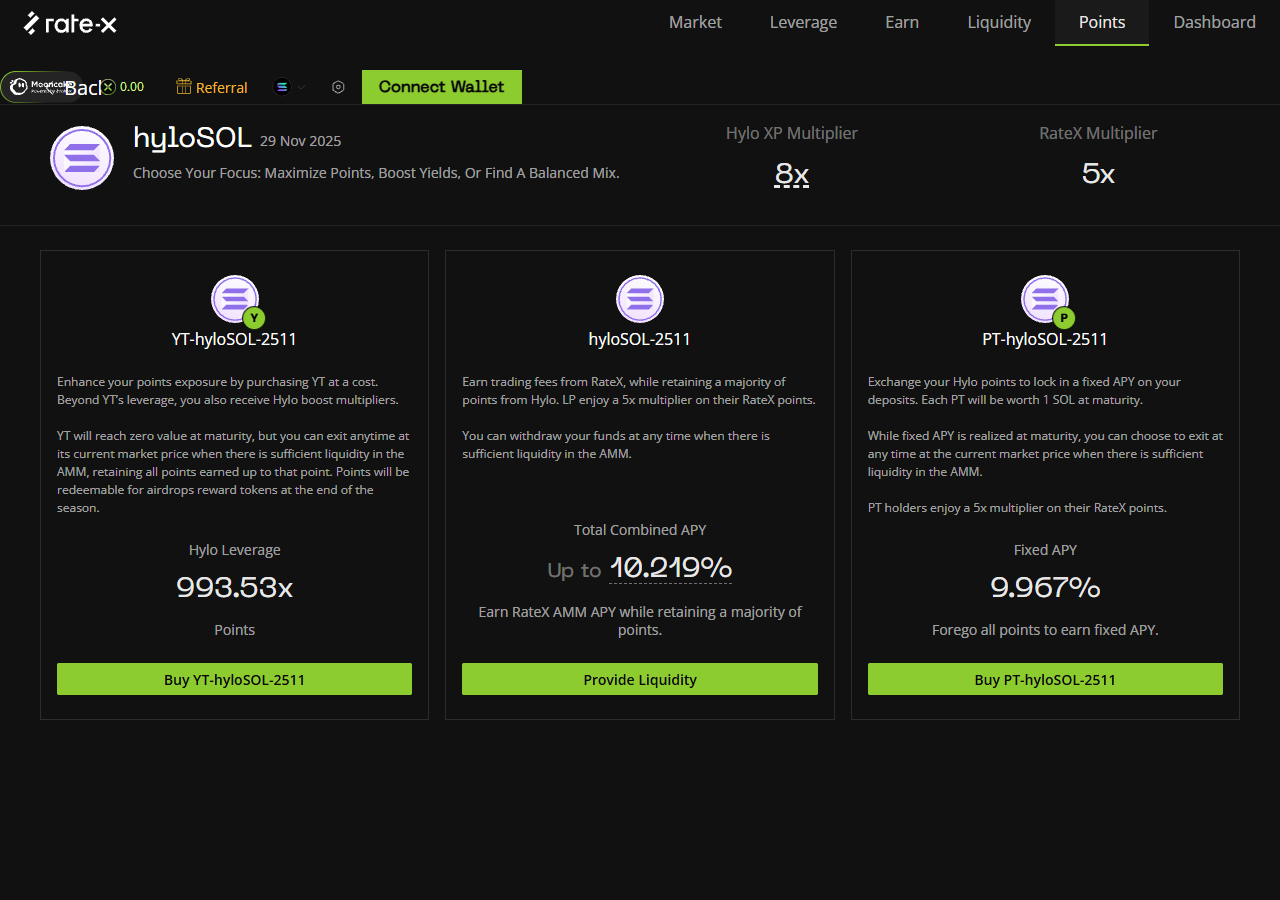 rate-x
Market
Leverage
Earn
Liquidity
Points
Dashboard
Back
0.00
Referral
Connect Wallet
hyloSOL 29 Nov 2025
Choose Your Focus: Maximize Points, Boost Yields, Or Find A Balanced Mix.
Hylo XP Multiplier
8x
RateX Multiplier
5x
Y
YT-hyloSOL-2511
Enhance your points exposure by purchasing YT at a cost.
Beyond YT's leverage, you also receive Hylo boost multipliers.
YT will reach zero value at maturity, but you can exit anytime at
its current market price when there is sufficient liquidity in the
AMM, retaining all points earned up to that point. Points will be
redeemable for airdrops reward tokens at the end of the
season.
Hylo Leverage
993.53x
Points
Buy YT-hyloSOL-2511
hyloSOL-2511
Earn trading fees from RateX, while retaining a majority of
points from Hylo. LP enjoy a 5x multiplier on their RateX points.
You can withdraw your funds at any time when there is
sufficient liquidity in the AMM.
Total Combined APY
Up to 10.219%
Earn RateX AMM APY while retaining a majority of
points.
Provide Liquidity
P
PT-hyloSOL-2511
Exchange your Hylo points to lock in a fixed APY on your
deposits. Each PT will be worth 1 SOL at maturity.
While fixed APY is realized at maturity, you can choose to exit at
any time at the current market price when there is sufficient
liquidity in the AMM.
PT holders enjoy a 5x multiplier on their RateX points.
Fixed APY
9.967%
Forego all points to earn fixed APY.
Buy PT-hyloSOL-2511